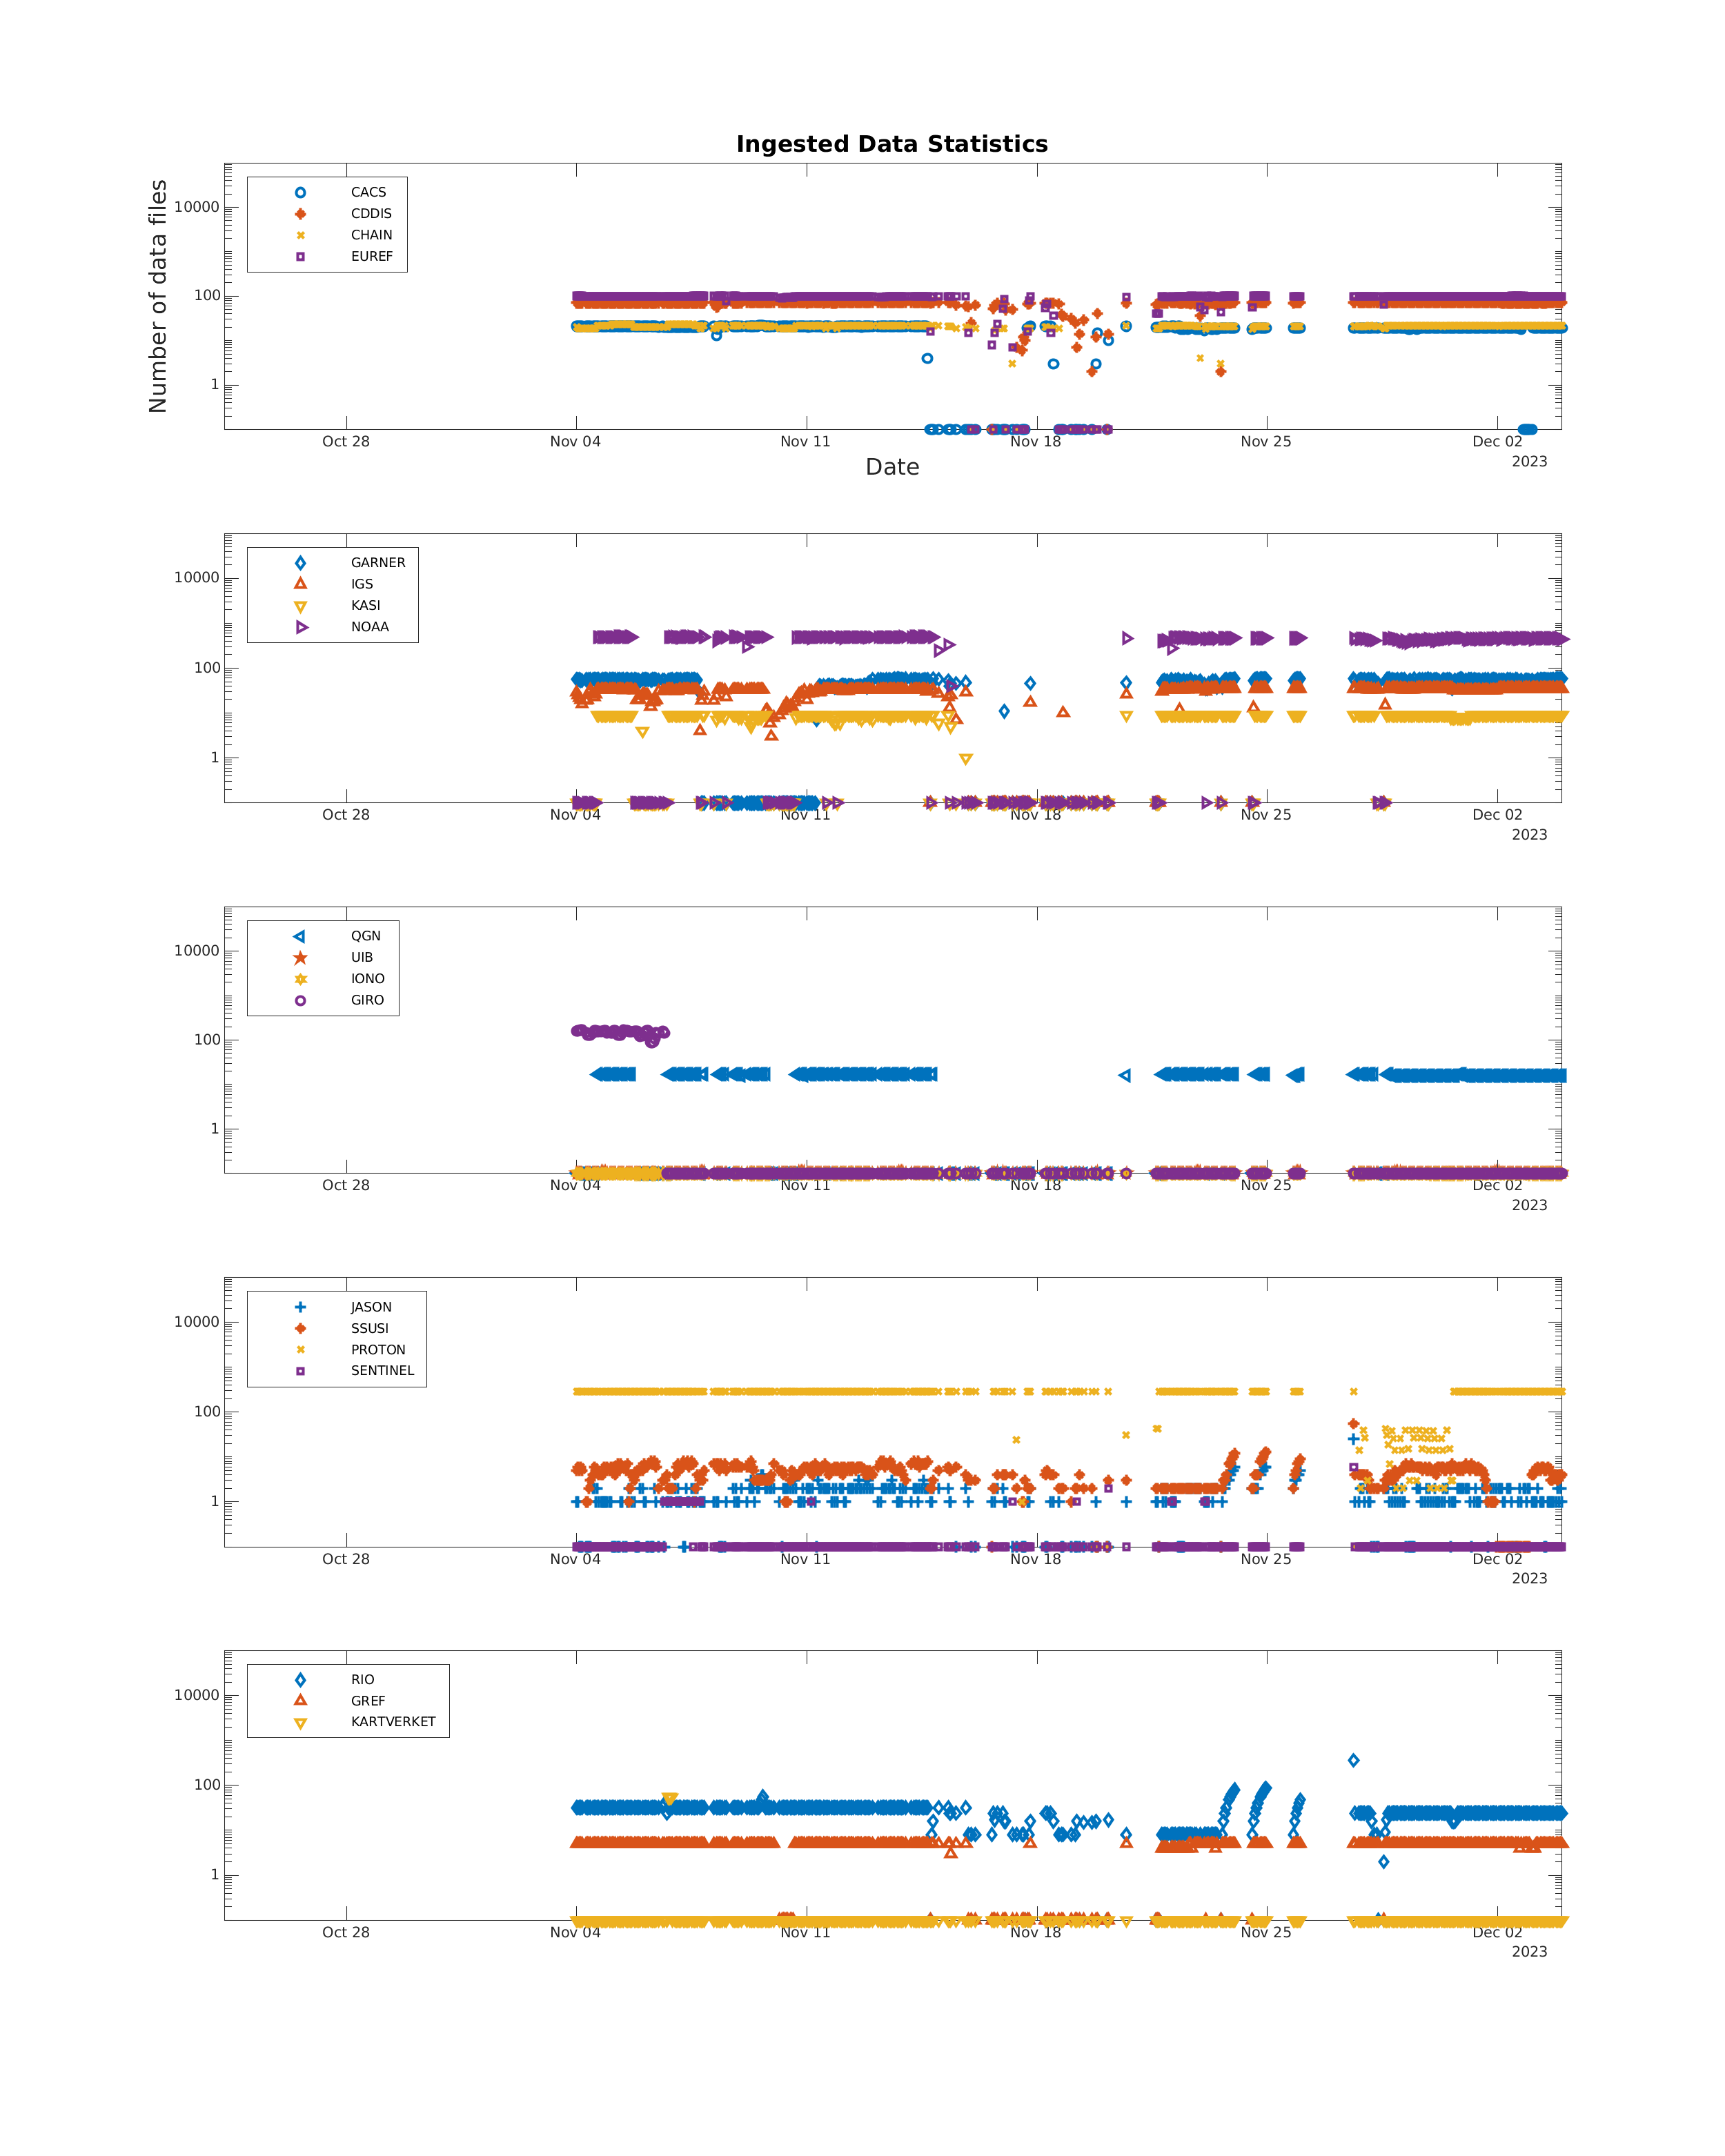 Ingested Data Statistics
Number of data files
10000
100
1
CACS
CDDIS
CHAIN
EUREF
Oct 28 Nov 04 Nov 11 Nov 18 Nov 25 Dec 02
2023
Date
10000
100
1
GARNER
IGS
KASI
NOAA
Oct 28 Nov 04 Nov 11 Nov 18 Nov 25 Dec 02
2023
10000
100
1
QGN
UIB
IONO
GIRO
Oct 28 Nov 04 Nov 11 Nov 18 Nov 25 Dec 02
2023
10000
100
1
JASON
SSUSI
PROTON
SENTINEL
Oct 28 Nov 04 Nov 11 Nov 18 Nov 25 Dec 02
2023
10000
100
1
RIO
GREF
KARTVERKET
Oct 28 Nov 04 Nov 11 Nov 18 Nov 25 Dec 02
2023